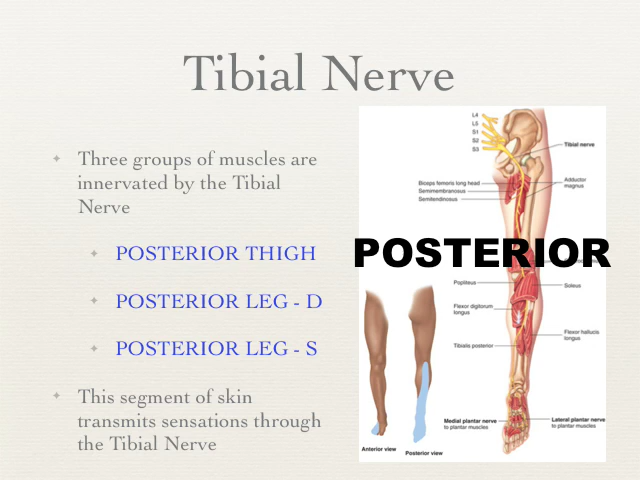 Tibial Nerve
Three groups of muscles are
innervated by the Tibial
Nerve
POSTERIOR THIGH
POSTERIOR LEG - D
POSTERIOR LEG - S
This segment of skin
transmits sensations through
the Tibial Nerve
L4
L5
S1
S2
S3
Tibial nerve
Biceps femoris long head
Semimembranosus
Semitendinosus
Adductor
magnus
POSTERIOR
Popliteus
Soleus
Flexor digitorum
longus
Flexor hallucis
longus
Tibialis posterior
Medial plantar nerve
to plantar muscles
Lateral plantar nerve
to plantar muscles
Anterior view
Posterior view